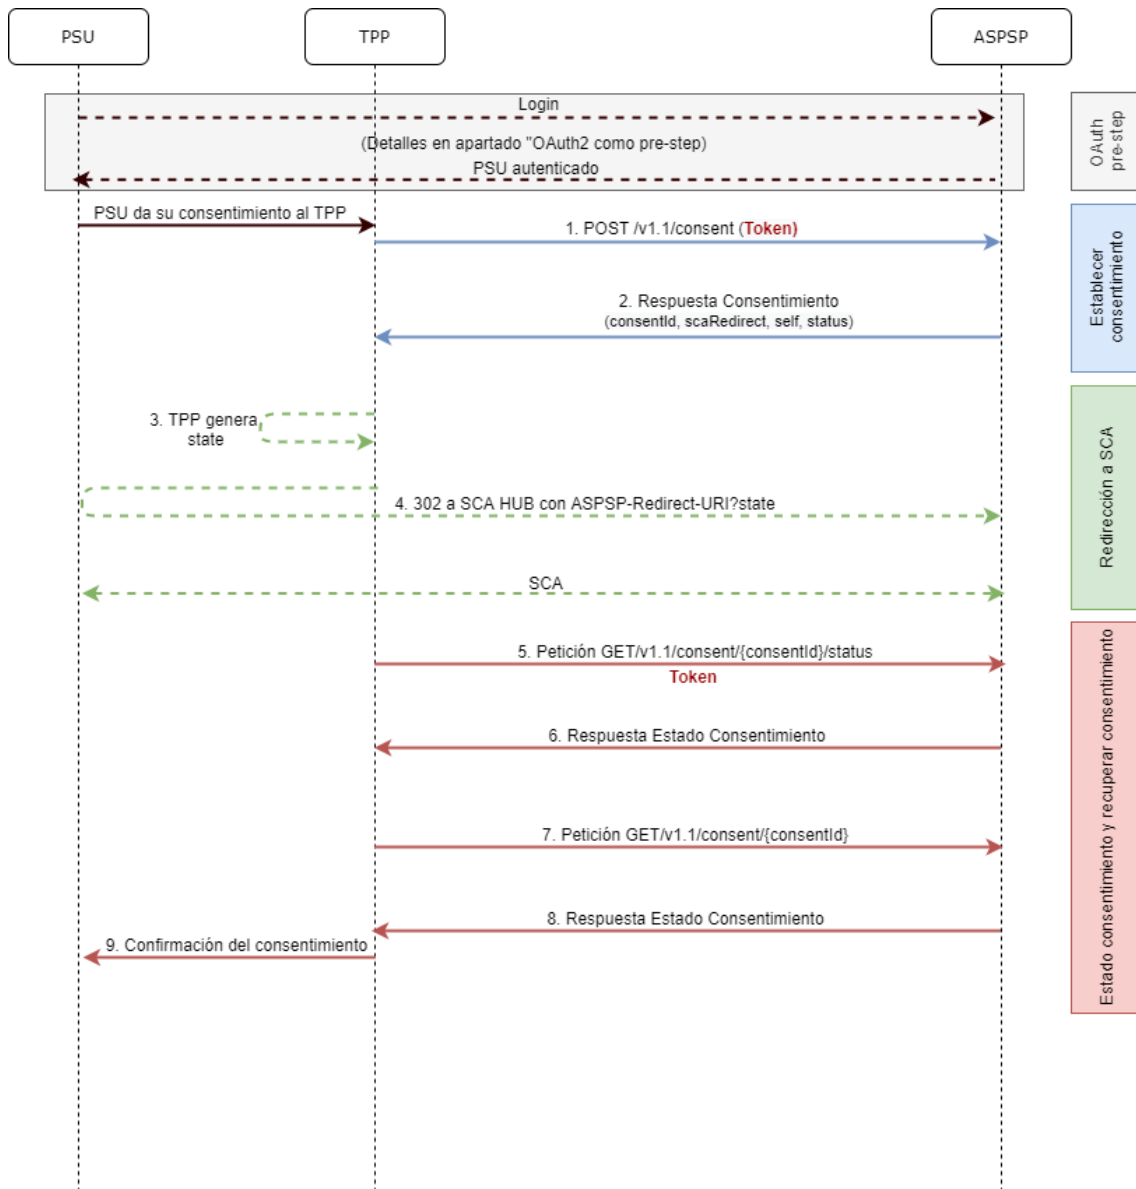 PSU
TPP
ASPSP
Login
(Detalles en apartado "OAuth2 como pre-step)
PSU autenticado
OAuth
pre-step
PSU da su consentimiento al TPP
1. POST /v1.1/consent (Token)
2. Respuesta Consentimiento
(consentId, scaRedirect, self, status)
Establecer
consentimiento
3. TPP genera
state
4. 302 a SCA HUB con ASPSP-Redirect-URI?state
SCA
Redirección a SCA
5. Petición GET/v1.1/consent/{consentId}/status
Token
6. Respuesta Estado Consentimiento
7. Petición GET/v1.1/consent/{consentId}
8. Respuesta Estado Consentimiento
9. Confirmación del consentimiento
Estado consentimiento y recuperar consentimiento